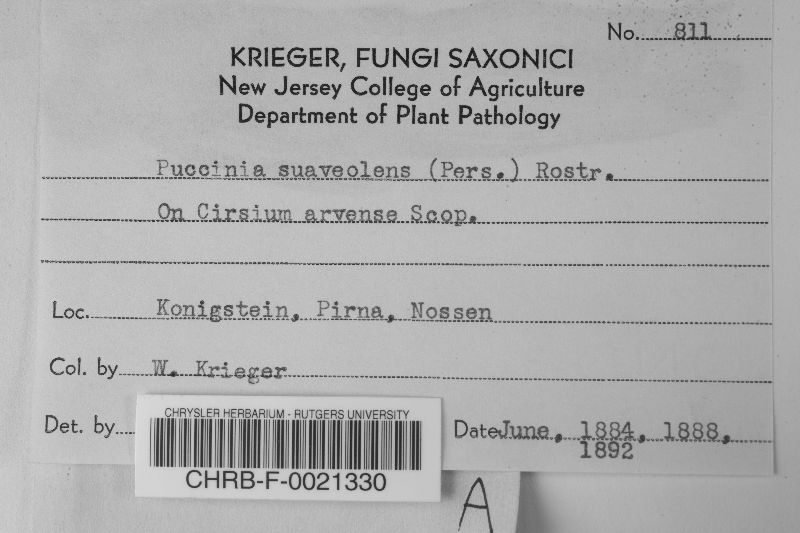 No. 811
KRIEGER, FUNGI SAXONICI
New Jersey College of Agriculture
Department of Plant Pathology
Puccinia suaveolens (Pers.) Rostr.
On Cirsium arvense Scop.
Loc. Konigstein, Pirna, Nossen
Col. by W. Krieger
Det. by
Date June, 1884, 1888,
1892
CHRYSLER HERBARIUM - RUTGERS UNIVERSITY
CHRB-F-0021330
A